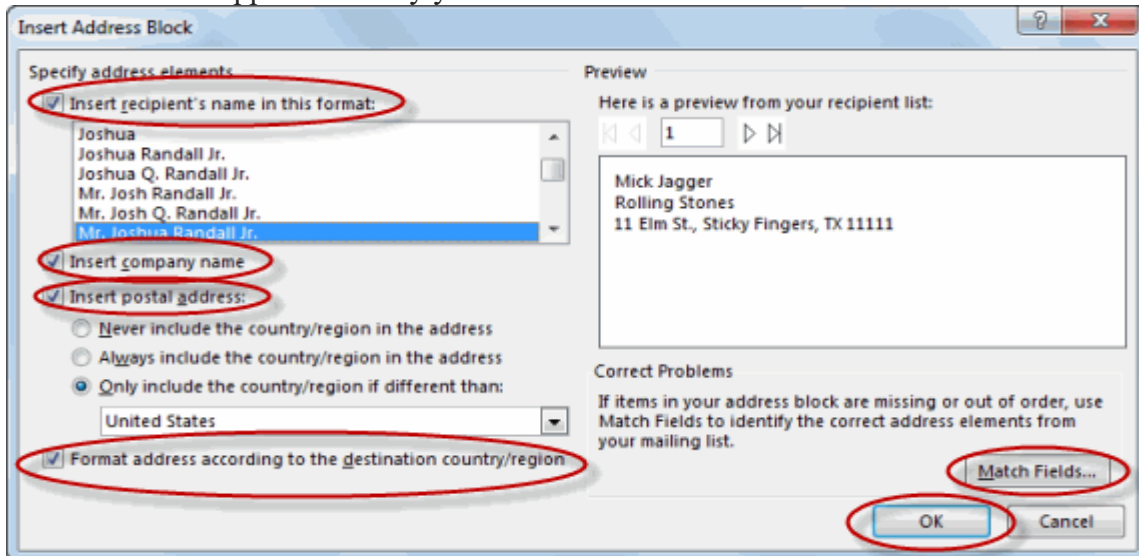 Insert Address Block
Specify address elements
Insert recipient's name in this format:
Joshua
Joshua Randall Jr.
Joshua Q. Randall Jr.
Mr. Josh Randall Jr.
Mr. Josh Q. Randall Jr.
Mr. Joshua Randall Jr.
Insert company name
Insert postal address:
Never include the country/region in the address
Always include the country/region in the address
Only include the country/region if different than:
United States
Format address according to the destination country/region
Preview
Here is a preview from your recipient list:
1
Mick Jagger
Rolling Stones
11 Elm St., Sticky Fingers, TX 11111
Correct Problems
If items in your address block are missing or out of order, use
Match Fields to identify the correct address elements from
your mailing list.
Match Fields...
OK
Cancel